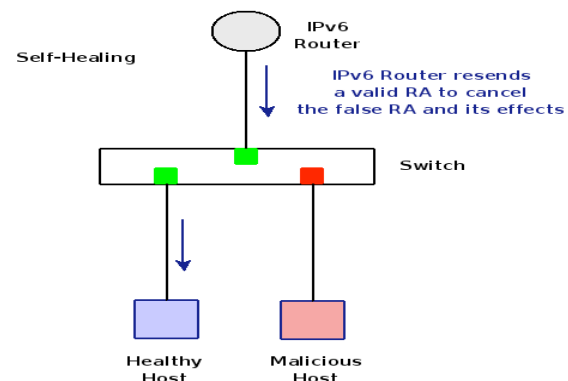 IPv6
Router
Self-Healing
IPv6 Router resends
a valid RA to cancel
the false RA and its effects
Switch
Healthy
Host
Malicious
Host